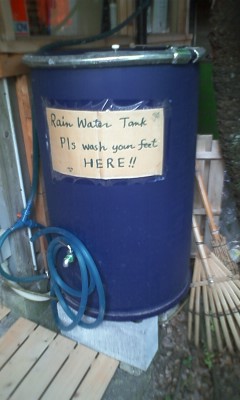 Rain Water Tank
Pls wash your feet
HERE!!